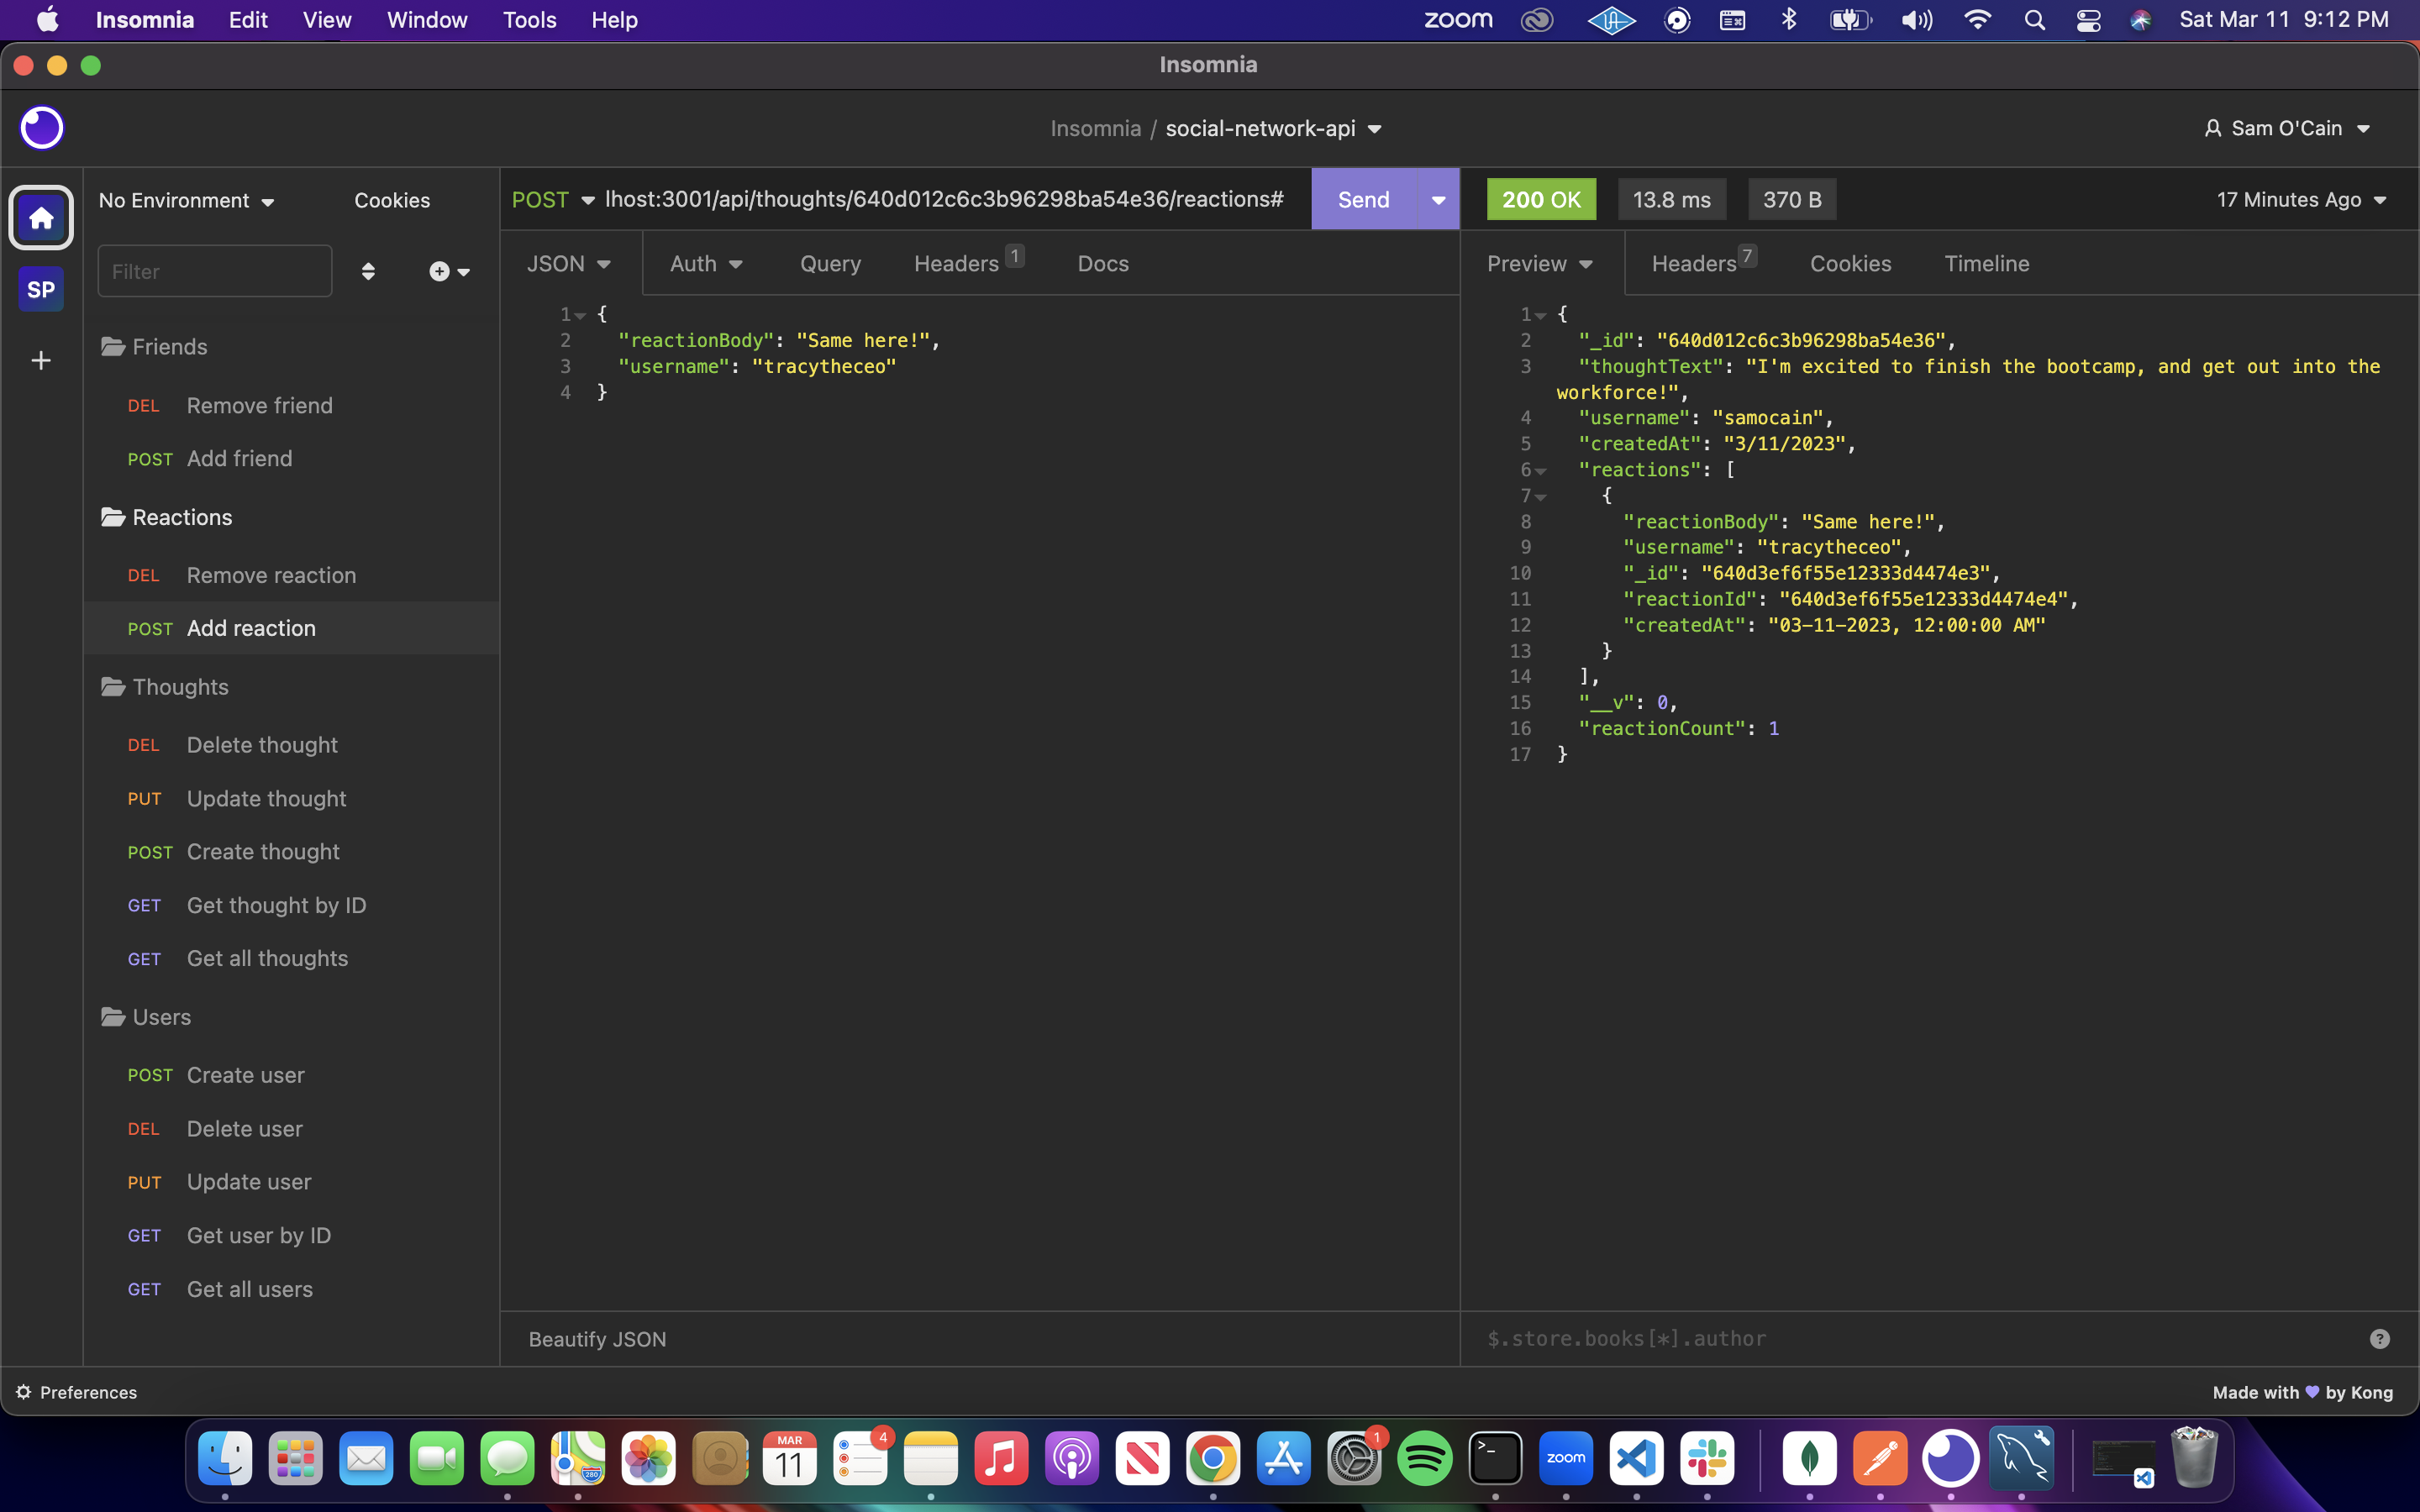 Insomnia Edit View Window Tools Help zoom UA Sat Mar 11 9:12 PM
Insomnia
Insomnia / social-network-api Sam O'Cain
No Environment Cookies
POST lhost:3001/api/thoughts/640d012c6c3b96298ba54e36/reactions# Send
200 OK 13.8 ms 370 B 17 Minutes Ago
Filter
SP
JSON Auth Query Headers 1 Docs
Preview Headers 7 Cookies Timeline
Friends
DEL Remove friend
POST Add friend
Reactions
DEL Remove reaction
POST Add reaction
Thoughts
DEL Delete thought
PUT Update thought
POST Create thought
GET Get thought by ID
GET Get all thoughts
Users
POST Create user
DEL Delete user
PUT Update user
GET Get user by ID
GET Get all users
1 {
2 "reactionBody": "Same here!",
3 "username": "tracytheceo"
4 }
1 {
2 "_id": "640d012c6c3b96298ba54e36",
3 "thoughtText": "I'm excited to finish the bootcamp, and get out into the
workforce!",
4 "username": "samocain",
5 "createdAt": "3/11/2023",
6 "reactions": [
7 {
8 "reactionBody": "Same here!",
9 "username": "tracytheceo",
10 "_id": "640d3ef6f55e12333d4474e3",
11 "reactionId": "640d3ef6f55e12333d4474e4",
12 "createdAt": "03-11-2023, 12:00:00 AM"
13 }
14 ],
15 "__v": 0,
16 "reactionCount": 1
17 }
Beautify JSON
$.store.books[*].author
Preferences
Made with by Kong
280
MAR
11
4
1
zoom